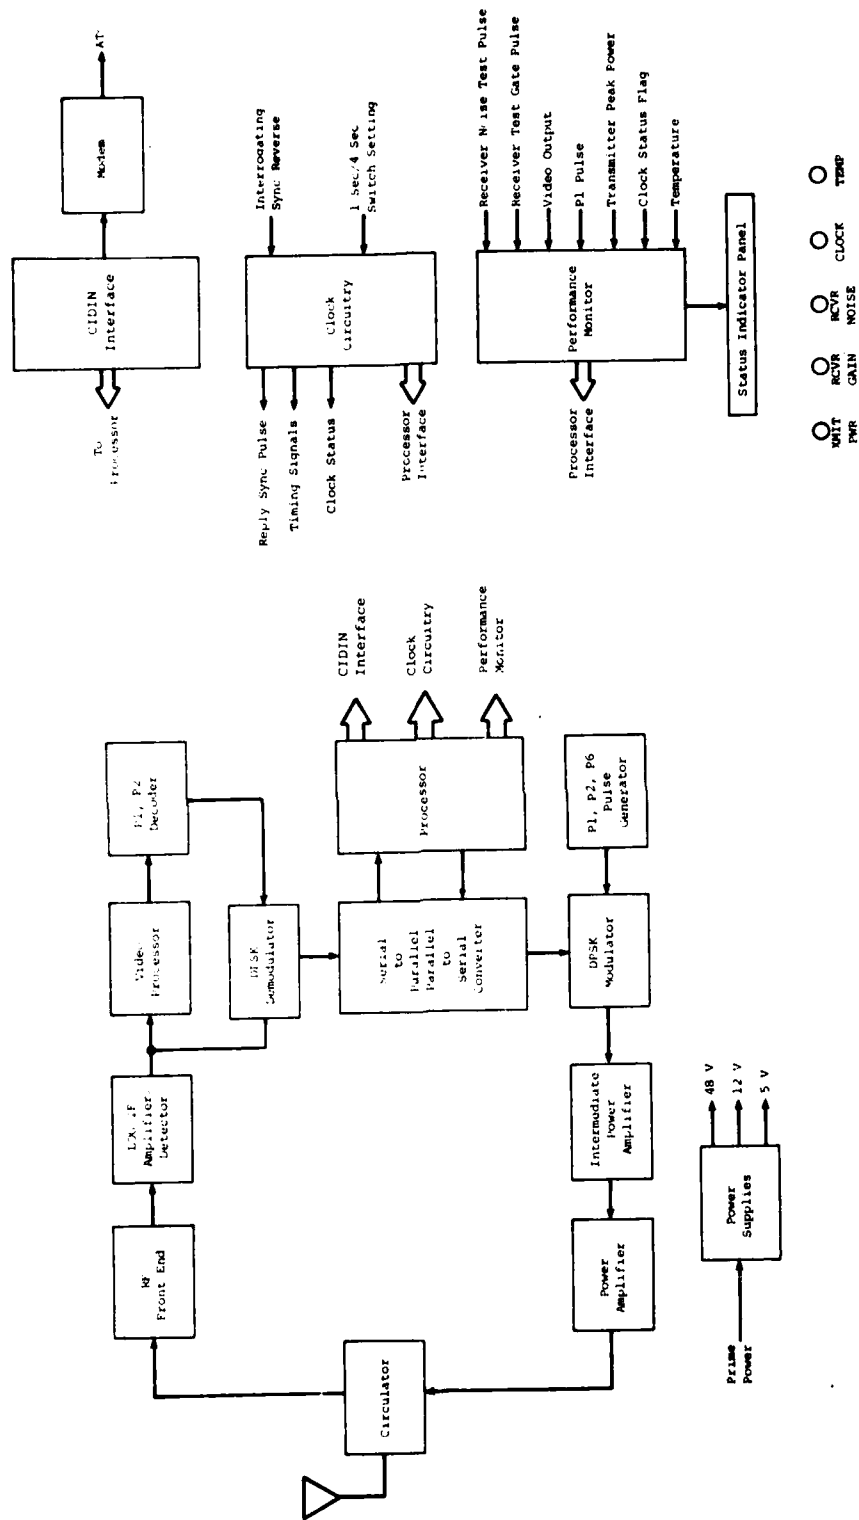 Circulator
Front End
Amplifier
Detector
Video
Processor
P1, P2
Decoder
DPSK
Demodulator
Serial
to
Parallel
Parallel
to
Serial
Converter
Processor
CIDIN
Interface
Clock
Circuitry
Performance
Monitor
P1, P2, P6
Pulse
Generator
DPSK
Modulator
Intermediate
Power
Amplifier
Power
Amplifier
Prime
Power
Power
Supplies
48 V
12 V
5 V
To
Processor
CIDIN
Interface
Modem
Reply Sync Pulse
Timing Signals
Clock Status
Processor
Interface
Clock
Circuitry
Interrogating
Sync Reverse
1 Sec/4 Sec
Switch Setting
Processor
Interface
Performance
Monitor
Receiver Noise Test Pulse
Receiver Test Gate Pulse
Video Output
P1 Pulse
Transmitter Peak Power
Clock Status Flag
Temperature
Status Indicator Panel
XMIT
PWR
RCVR
GAIN
RCVR
NOISE
CLOCK
TEMP